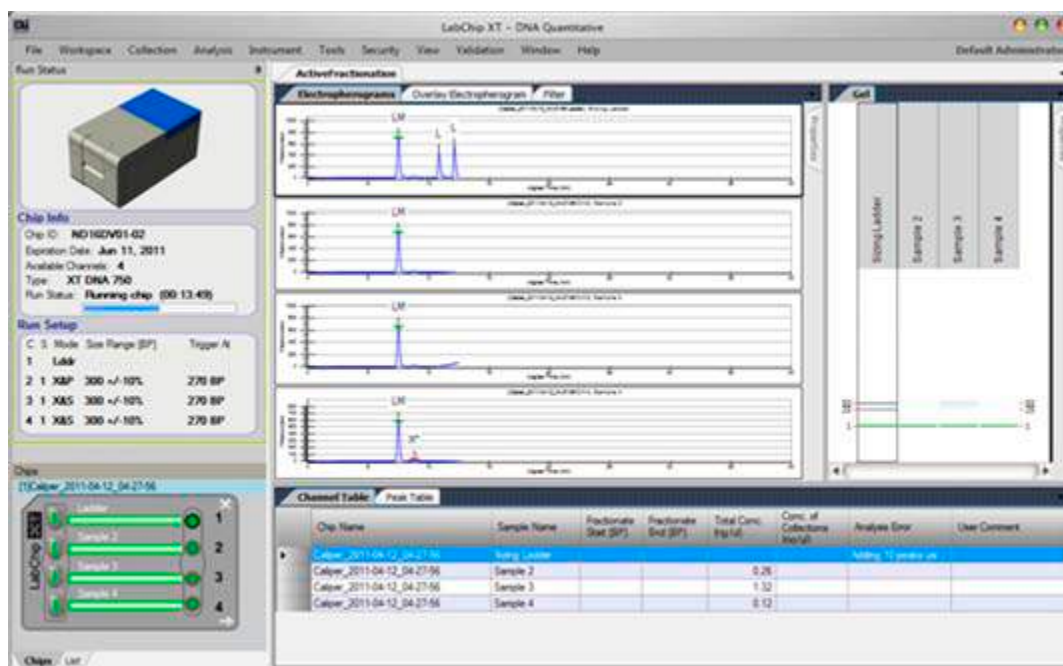 LabChip XT - DNA Quantitative
File Workspace Collection Analysis Instrument Tools Security View Validation Window Help Default Administrator
Run Status
ActiveFractionation
Electropherograms Overlay Electropherogram Filter
Gel
Properties
LM L L
LM
LM
LM X*
Sizing Ladder Sample 2 Sample 3 Sample 4
Chip Info
Chip ID: ND16DV01-02
Expiration Date: Jun 11, 2011
Available Channels: 4
Type: XT DNA 750
Run Status: Running chip (00:13:49)
Run Setup
C S Mode Size Range (BP) Trigger At
1 Lddr
2 1 X&P 300 +/-10% 270 BP
3 1 X&S 300 +/-10% 270 BP
4 1 X&S 300 +/-10% 270 BP
Chips
[1]Caliper_2011-04-12_04-27-56
LabChip XT
Ladder 1
Sample 2 2
Sample 3 3
Sample 4 4
Chips List
Channel Table Peak Table
Chip Name Sample Name Fractionate Start (BP) Fractionate End (BP) Total Conc. (ng/ul) Conc. of Collections (ng/ul) Analysis Error User Comment
Caliper_2011-04-12_04-27-56 Sizing Ladder
Caliper_2011-04-12_04-27-56 Sample 2 0.26
Caliper_2011-04-12_04-27-56 Sample 3 1.32
Caliper_2011-04-12_04-27-56 Sample 4 0.12